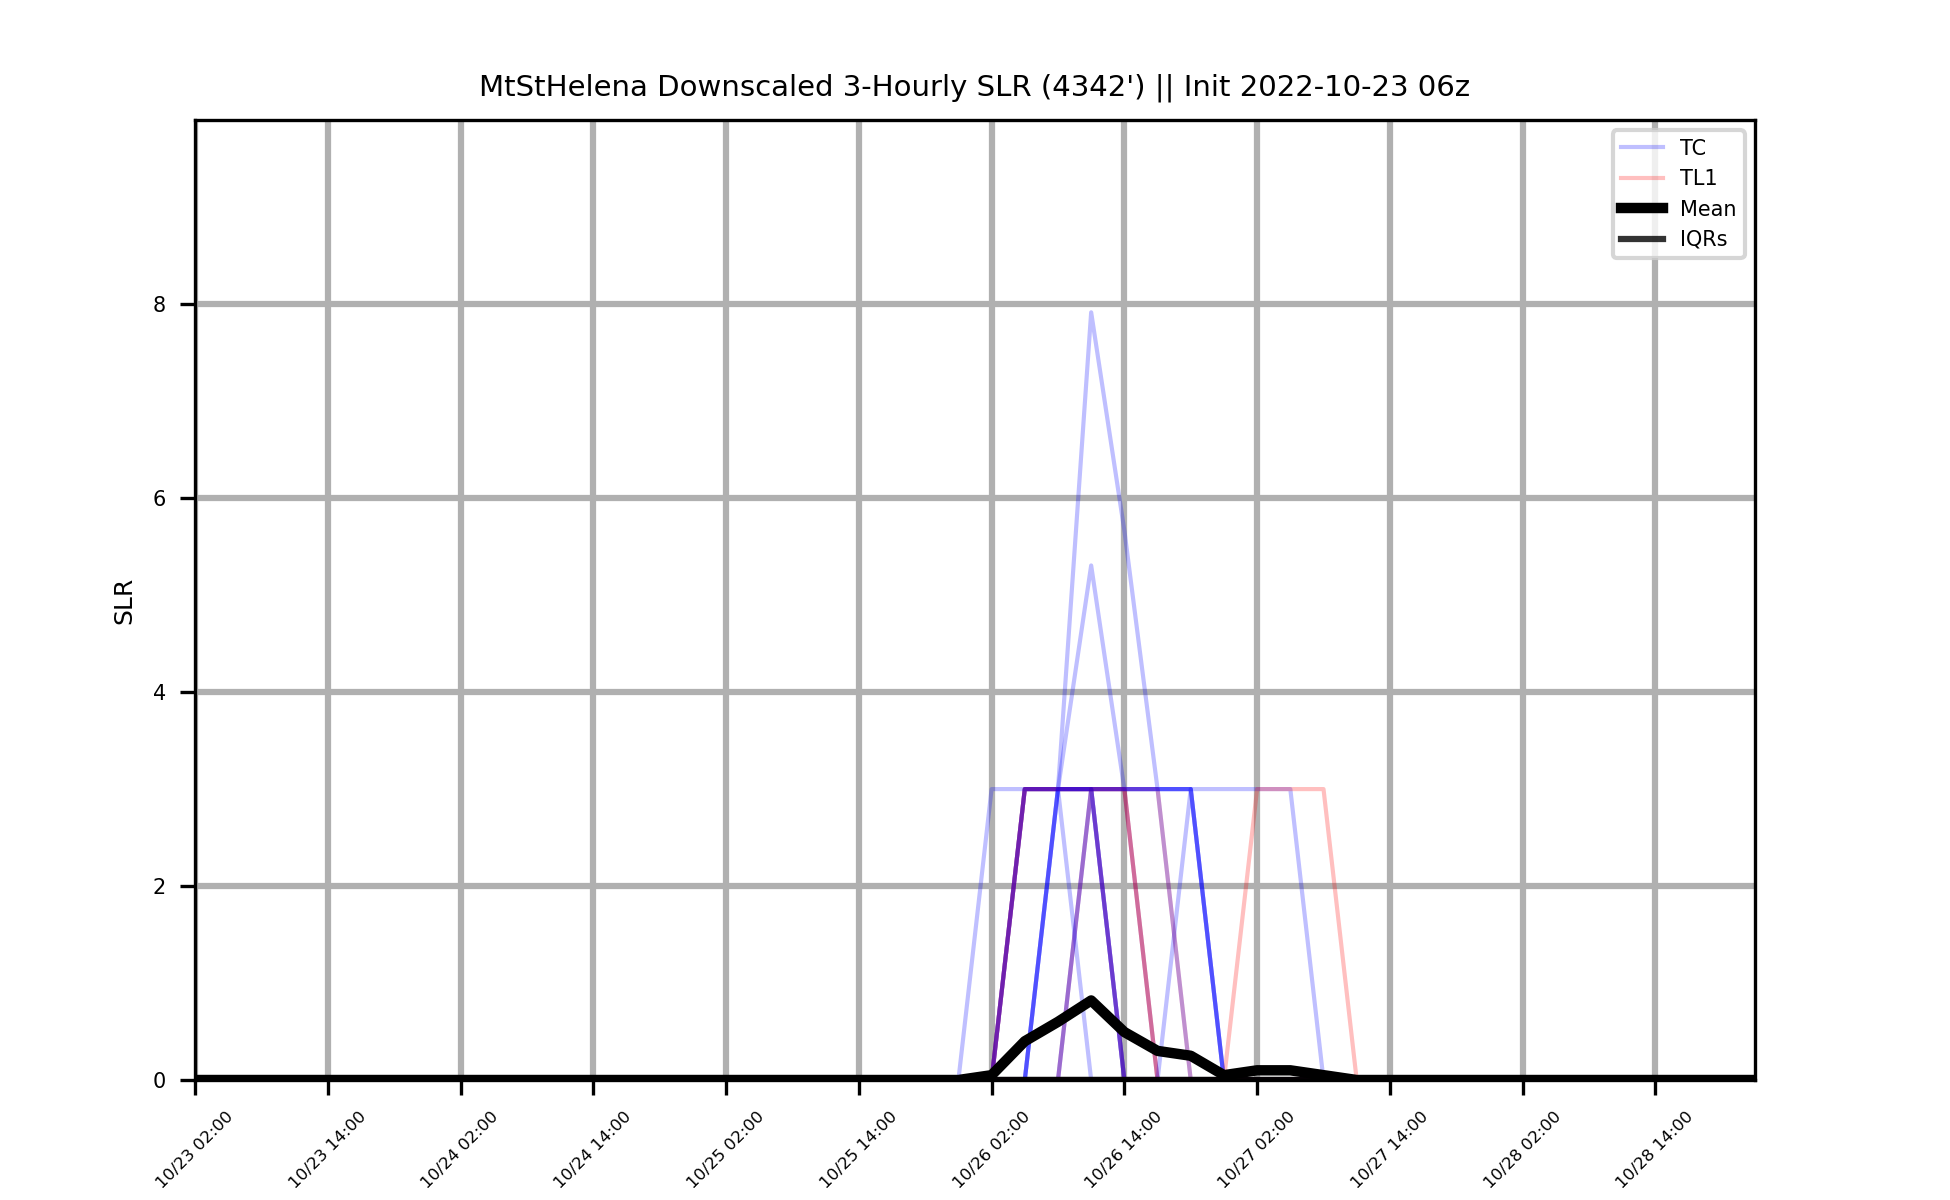 MtStHelena Downscaled 3-Hourly SLR (4342') || Init 2022-10-23 06z
TC
TL1
Mean
IQRs
SLR
8
6
4
2
0
10/23 02:00
10/23 14:00
10/24 02:00
10/24 14:00
10/25 02:00
10/25 14:00
10/26 02:00
10/26 14:00
10/27 02:00
10/27 14:00
10/28 02:00
10/28 14:00